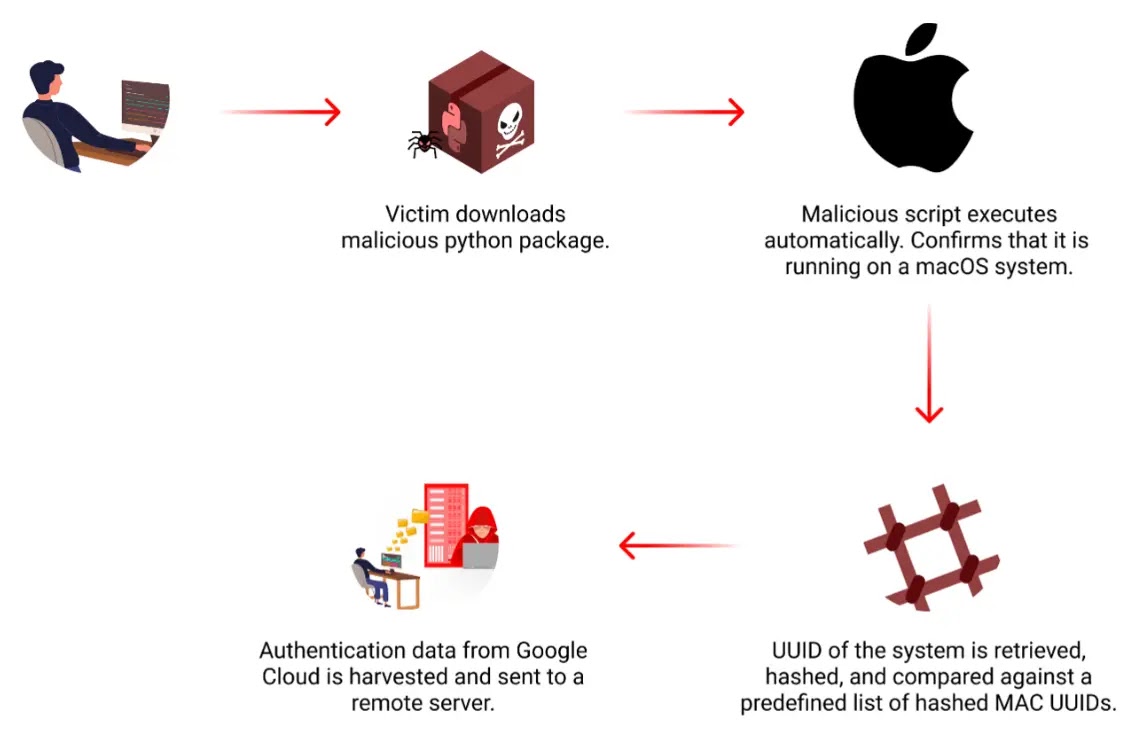 Victim downloads
malicious python package.
Malicious script executes
automatically. Confirms that it is
running on a macOS system.
UUID of the system is retrieved,
hashed, and compared against a
predefined list of hashed MAC UUIDs.
Authentication data from Google
Cloud is harvested and sent to a
remote server.